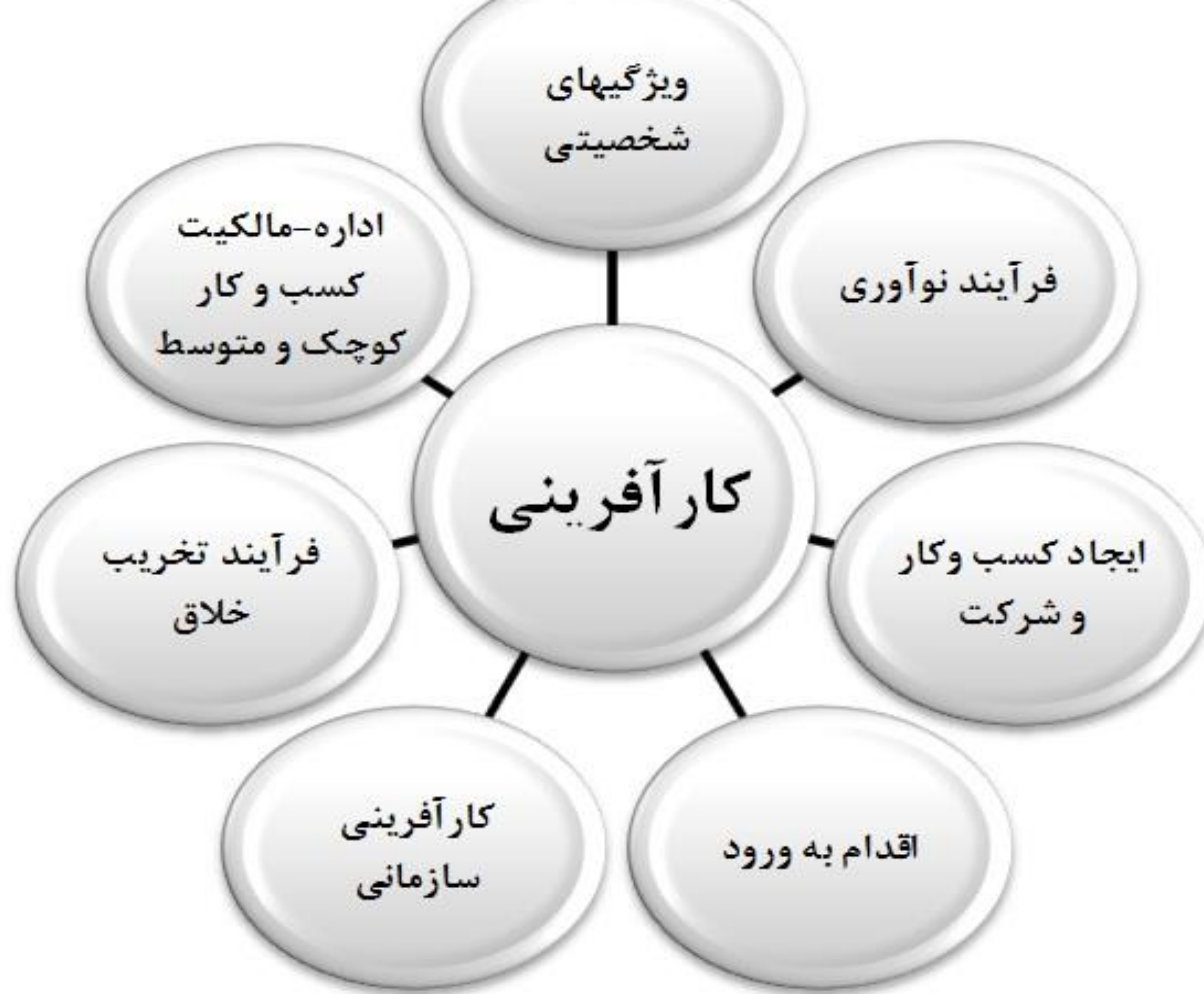 ویژگیهای
شخصیتی
فرآیند نوآوری
ایجاد کسب وکار
و شرکت
اقدام به ورود
کارآفرینی
سازمانی
فرآیند تخریب
خلاق
اداره-مالکیت
کسب و کار
کوچک و متوسط
کارآفرینی